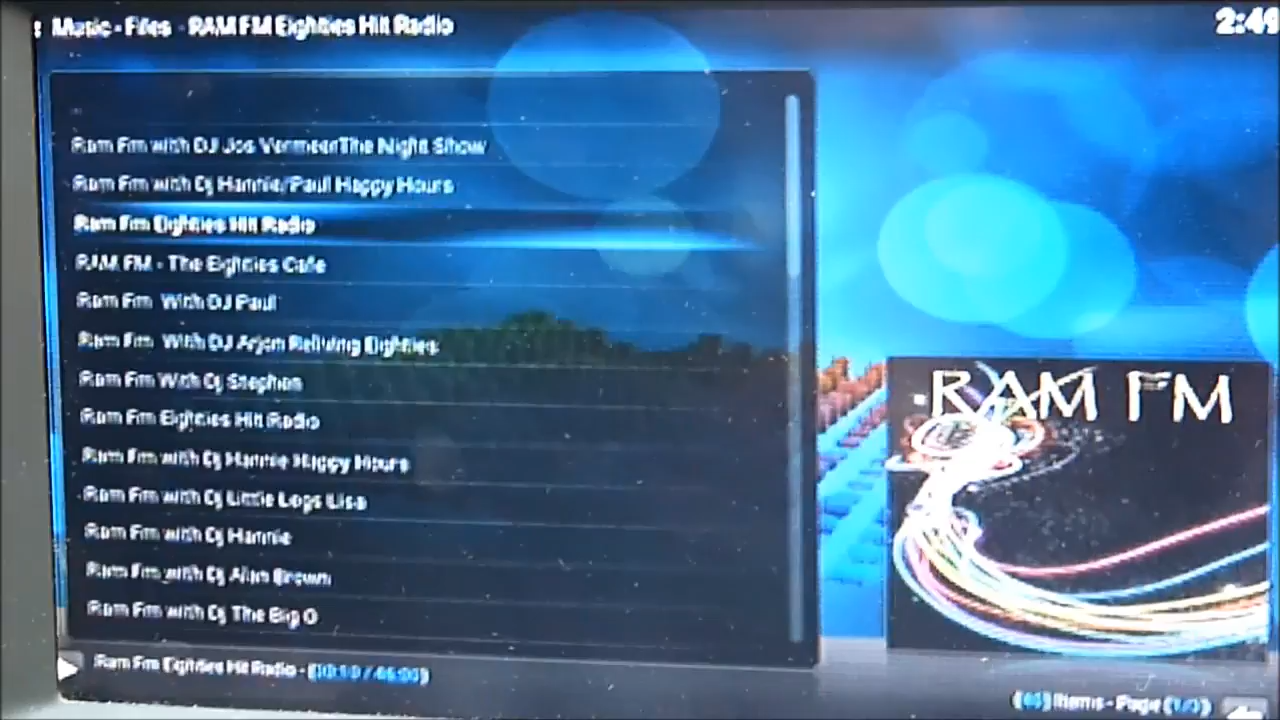 Music - Files - RAM FM Eighties Hit Radio
2:49
..
Ram Fm with DJ Jos VermeerThe Night Show
Ram Fm with Dj Hannie/Paul Happy Hours
Ram Fm Eighties Hit Radio
RAM FM - The Eighties Cafe
Ram Fm With DJ Paul
Ram Fm With DJ Arjan Reliving Eighties
Ram Fm With Dj Stephen
Ram Fm Eighties Hit Radio
Ram Fm with Dj Hannie Happy Hours
Ram Fm with Dj Little Legs Lisa
Ram Fm with Dj Hannie
Ram Fm with Dj Alan Brown
Ram Fm with Dj The Big O
RAM FM
Ram Fm Eighties Hit Radio -
Items - Page